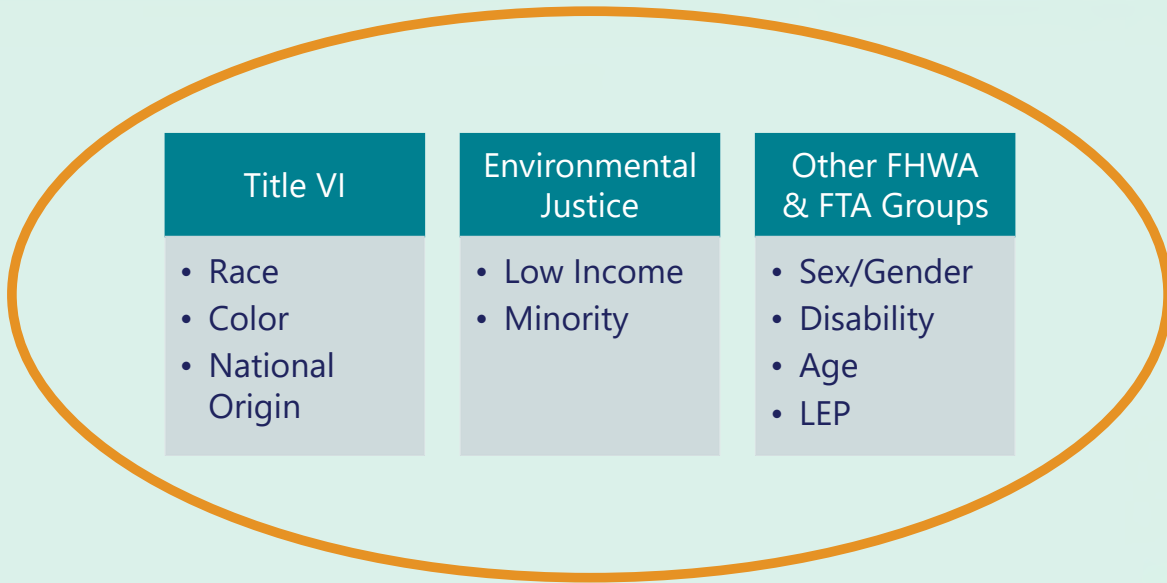 Title VI
• Race
• Color
• National
Origin
Environmental
Justice
• Low Income
• Minority
Other FHWA
& FTA Groups
• Sex/Gender
• Disability
• Age
• LEP